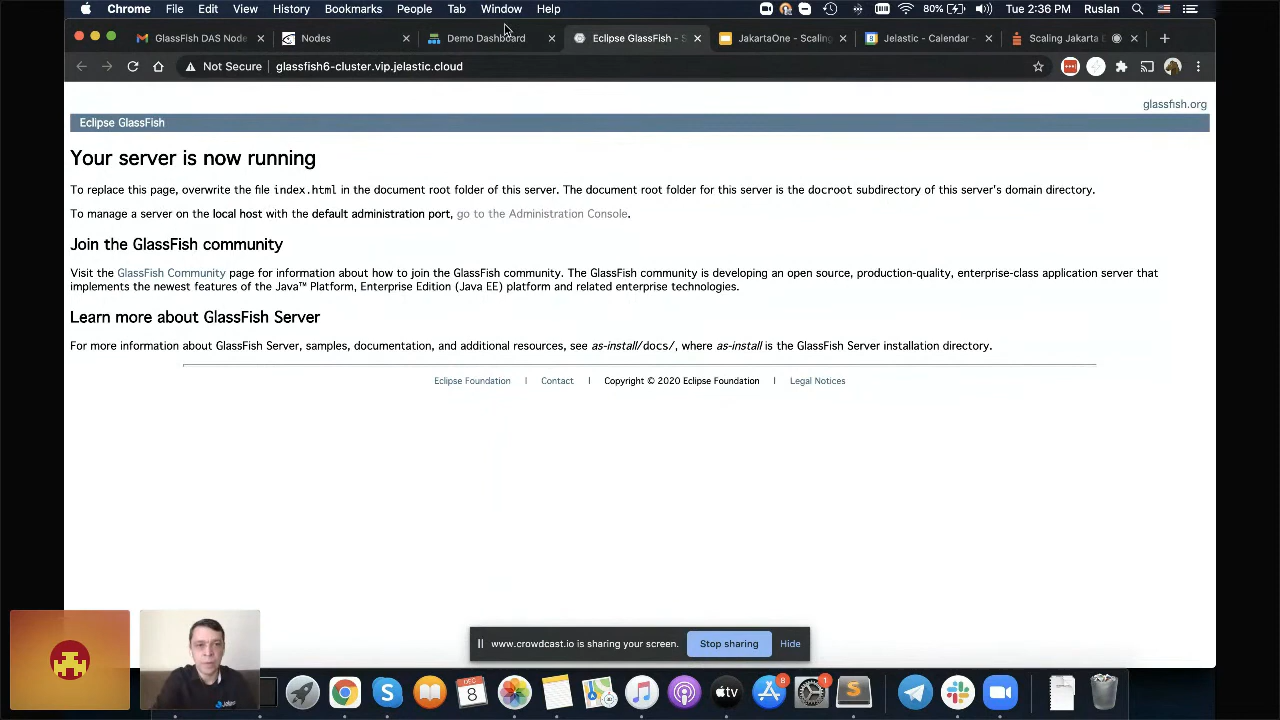 Chrome File Edit View History Bookmarks People Tab Window Help 80% Tue 2:36 PM Ruslan
GlassFish DAS Node Nodes Demo Dashboard Eclipse GlassFish - S JakartaOne - Scaling Jelastic - Calendar - Scaling Jakarta E
Not Secure glassfish6-cluster.vip.jelastic.cloud
glassfish.org
Eclipse GlassFish
Your server is now running
To replace this page, overwrite the file index.html in the document root folder of this server. The document root folder for this server is the docroot subdirectory of this server's domain directory.
To manage a server on the local host with the default administration port, go to the Administration Console.
Join the GlassFish community
Visit the GlassFish Community page for information about how to join the GlassFish community. The GlassFish community is developing an open source, production-quality, enterprise-class application server that
implements the newest features of the Java™ Platform, Enterprise Edition (Java EE) platform and related enterprise technologies.
Learn more about GlassFish Server
For more information about GlassFish Server, samples, documentation, and additional resources, see as-install/docs/, where as-install is the GlassFish Server installation directory.
Eclipse Foundation | Contact | Copyright © 2020 Eclipse Foundation | Legal Notices
www.crowdcast.io is sharing your screen. Stop sharing Hide
DEC
8
tv
8
1